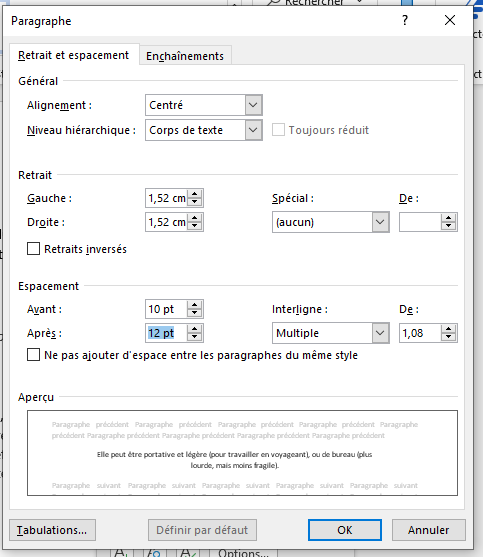 Rechercher
Paragraphe
Retrait et espacement Enchaînements
Général
Alignement : Centré
Niveau hiérarchique : Corps de texte Toujours réduit
Retrait
Gauche : 1,52 cm Spécial : De :
Droite : 1,52 cm (aucun)
Retraits inversés
Espacement
Avant : 10 pt Interligne : De :
Après : 12 pt Multiple 1,08
Ne pas ajouter d'espace entre les paragraphes du même style
Aperçu
Paragraphe précédent Paragraphe précédent Paragraphe précédent Paragraphe précédent Paragraphe
précédent Paragraphe précédent Paragraphe précédent Paragraphe précédent Paragraphe précédent
Elle peut être portative et légère (pour travailler en voyageant), ou de bureau (plus
lourde, mais moins fragile).
Paragraphe suivant Paragraphe suivant Paragraphe suivant Paragraphe suivant Paragraphe suivant
Tabulations... Définir par défaut OK Annuler
Options...